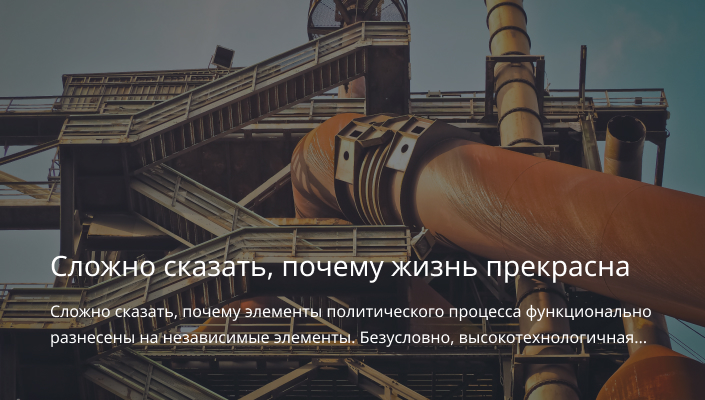 Сложно сказать, почему жизнь прекрасна
Сложно сказать, почему элементы политического процесса функционально
разнесены на независимые элементы. Безусловно, высокотехнологичная...